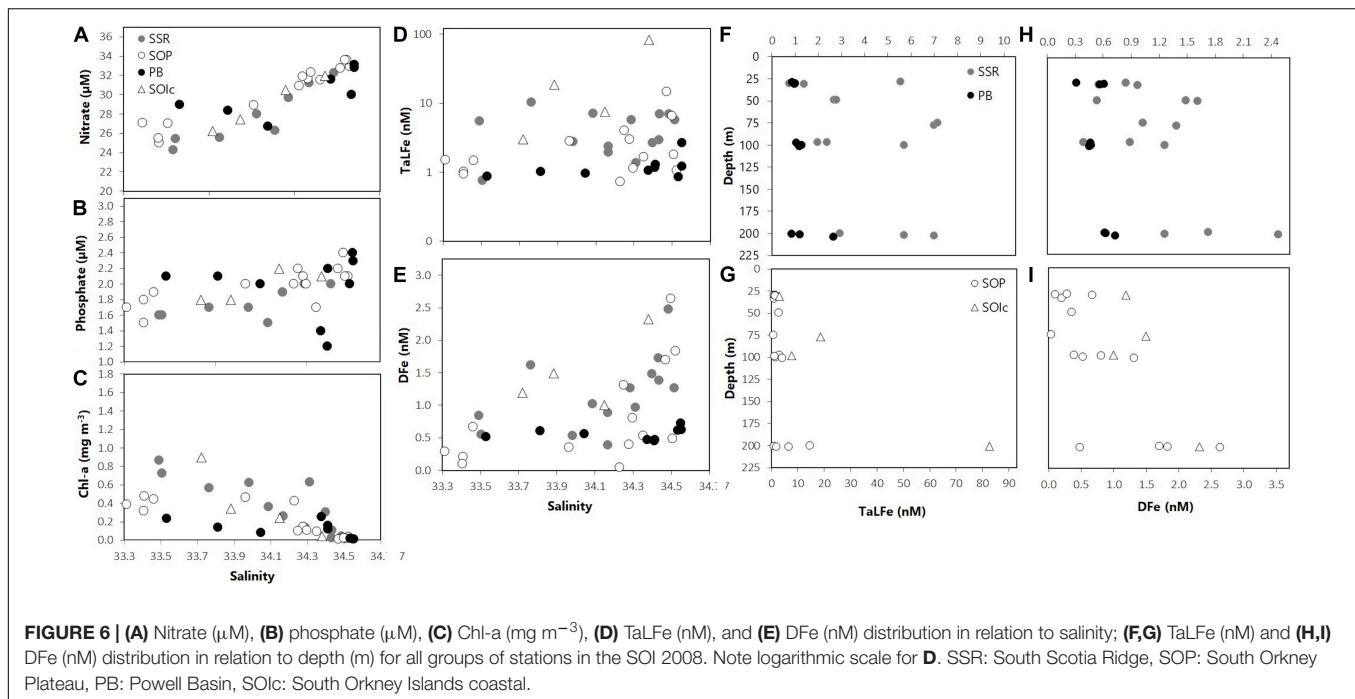 A
SSR
SOP
PB
SOIc
36
34
32
30
28
26
24
22
20
Nitrate (µM)
B
3.0
2.8
2.6
2.4
2.2
2.0
1.8
1.6
1.4
1.2
1.0
Phosphate (µM)
C
1.8
1.6
1.4
1.2
1.0
0.8
0.6
0.4
0.2
0.0
Chl-a (mg m⁻³)
33.3 33.5 33.7 33.9 34.1 34.3 34.5 34.7
Salinity
D
100
10
1
0
TaLFe (nM)
E
3.0
2.5
2.0
1.5
1.0
0.5
0.0
DFe (nM)
33.3 33.5 33.7 33.9 34.1 34.3 34.5 34.7
Salinity
F
0 1 2 3 4 5 6 7 8 9 10
0
25
50
75
100
125
150
175
200
225
Depth (m)
SSR
PB
G
0
25
50
75
100
125
150
175
200
225
Depth (m)
SOP
SOIc
0 10 20 30 40 50 60 70 80 90
TaLFe (nM)
H
0.0 0.3 0.6 0.9 1.2 1.5 1.8 2.1 2.4
I
0.0 0.5 1.0 1.5 2.0 2.5 3.0 3.5
DFe (nM)
FIGURE 6 | (A) Nitrate (µM), (B) phosphate (µM), (C) Chl-a (mg m⁻³), (D) TaLFe (nM), and (E) DFe (nM) distribution in relation to salinity; (F,G) TaLFe (nM) and (H,I)
DFe (nM) distribution in relation to depth (m) for all groups of stations in the SOI 2008. Note logarithmic scale for D. SSR: South Scotia Ridge, SOP: South Orkney
Plateau, PB: Powell Basin, SOIc: South Orkney Islands coastal.